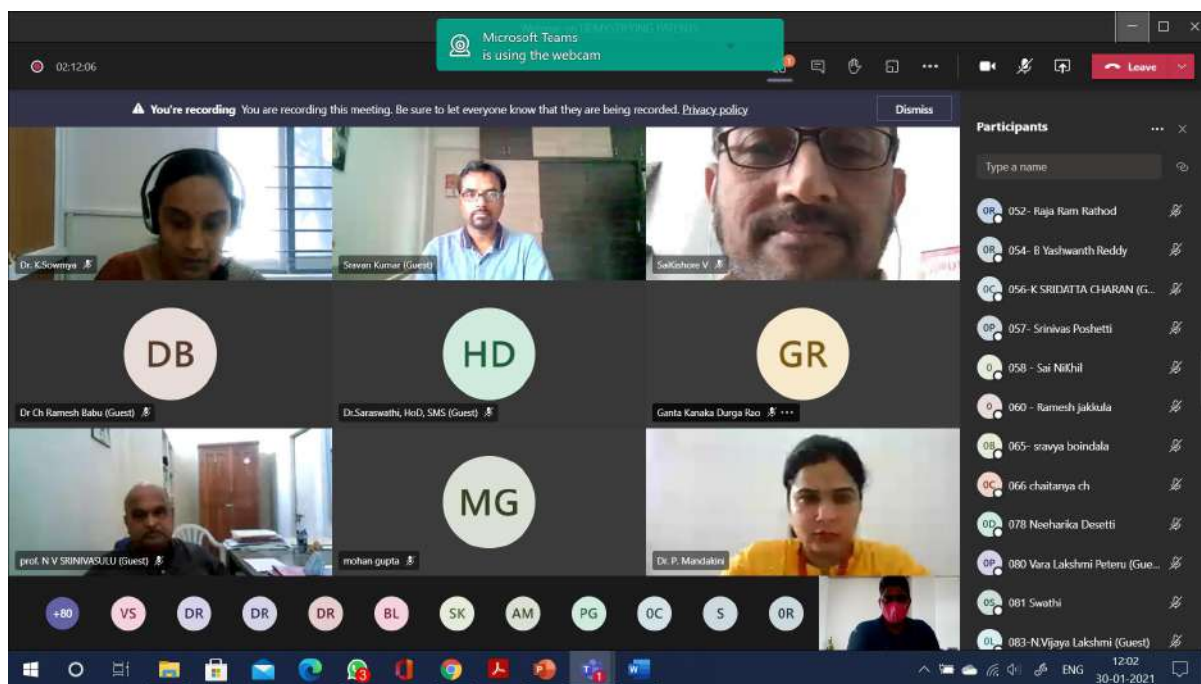 Microsoft Teams
is using the webcam
02:12:06
Leave
You're recording You are recording this meeting. Be sure to let everyone know that they are being recorded. Privacy policy
Dismiss
Participants
Type a name
052- Raja Ram Rathod
054- B Yashwanth Reddy
056-K SRIDATTA CHARAN (G...
057- Srinivas Poshetti
058 - Sai NiKhil
060 - Ramesh jakkula
065- sravya boindala
066 chaitanya ch
078 Neeharika Desetti
080 Vara Lakshmi Peteru (Gue...
081 Swathi
083-N.Vijaya Lakshmi (Guest)
Dr. K.Sowmya
Sravan Kumar (Guest)
SaiKishore V
DB
HD
GR
Dr Ch Ramesh Babu (Guest)
Dr.Saraswathi, HoD, SMS (Guest)
Ganta Kanaka Durga Rao
MG
prof. N V SRINIVASULU (Guest)
mohan gupta
Dr. P. Mandakini
+80 VS DR DR DR BL SK AM PG 0C S 0R
ENG
12:02
30-01-2021